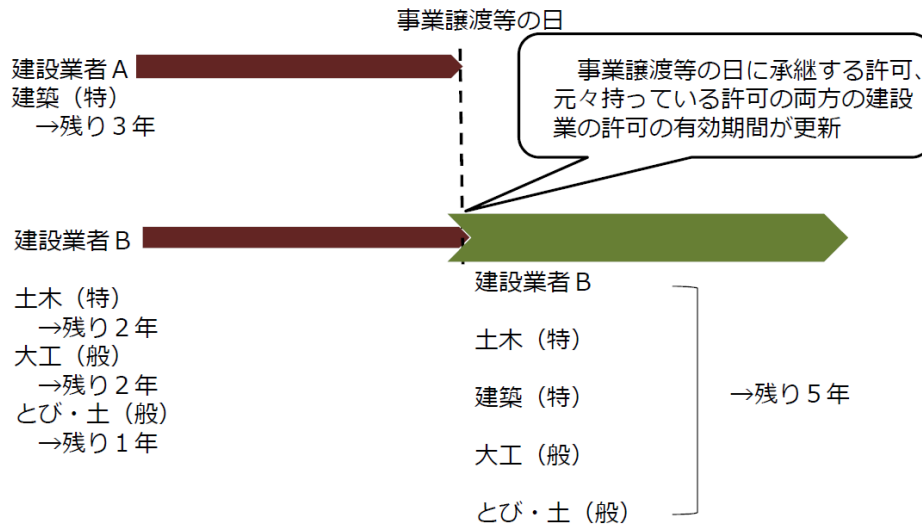 事業譲渡等の日
建設業者A
建築(特)
→残り3年
事業譲渡等の日に承継する許可、
元々持っている許可の両方の建設
業の許可の有効期間が更新
建設業者B
土木(特)
→残り2年
大工(般)
→残り2年
とび・土(般)
→残り1年
建設業者B
土木(特)
建築(特)
大工(般)
とび・土(般)
→残り5年